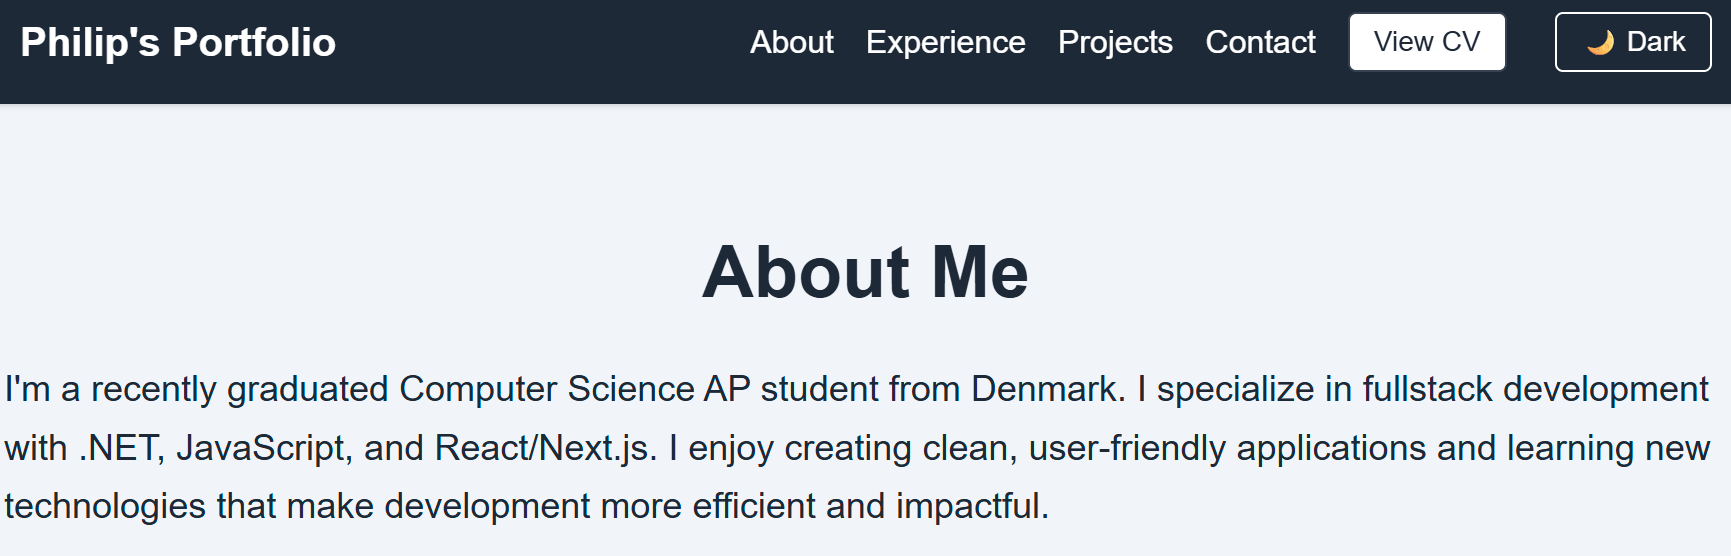 Philip's Portfolio
About Experience Projects Contact View CV 🌙 Dark
About Me
I'm a recently graduated Computer Science AP student from Denmark. I specialize in fullstack development
with .NET, JavaScript, and React/Next.js. I enjoy creating clean, user-friendly applications and learning new
technologies that make development more efficient and impactful.